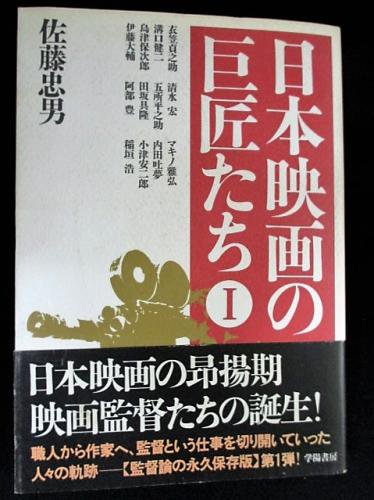 日本映画の
巨匠たち I
衣笠貞之助 清水 宏 マキノ雅弘
溝口健二 五所平之助 内田吐夢
島津保次郎 田坂具隆 小津安二郎
伊藤大輔 阿部 豊 稲垣 浩
佐藤忠男
日本映画の昂揚期
映画監督たちの誕生!
職人から作家へ、監督という仕事を切り開いていった
人々の軌跡──【監督論の永久保存版】第1弾! 学陽書房